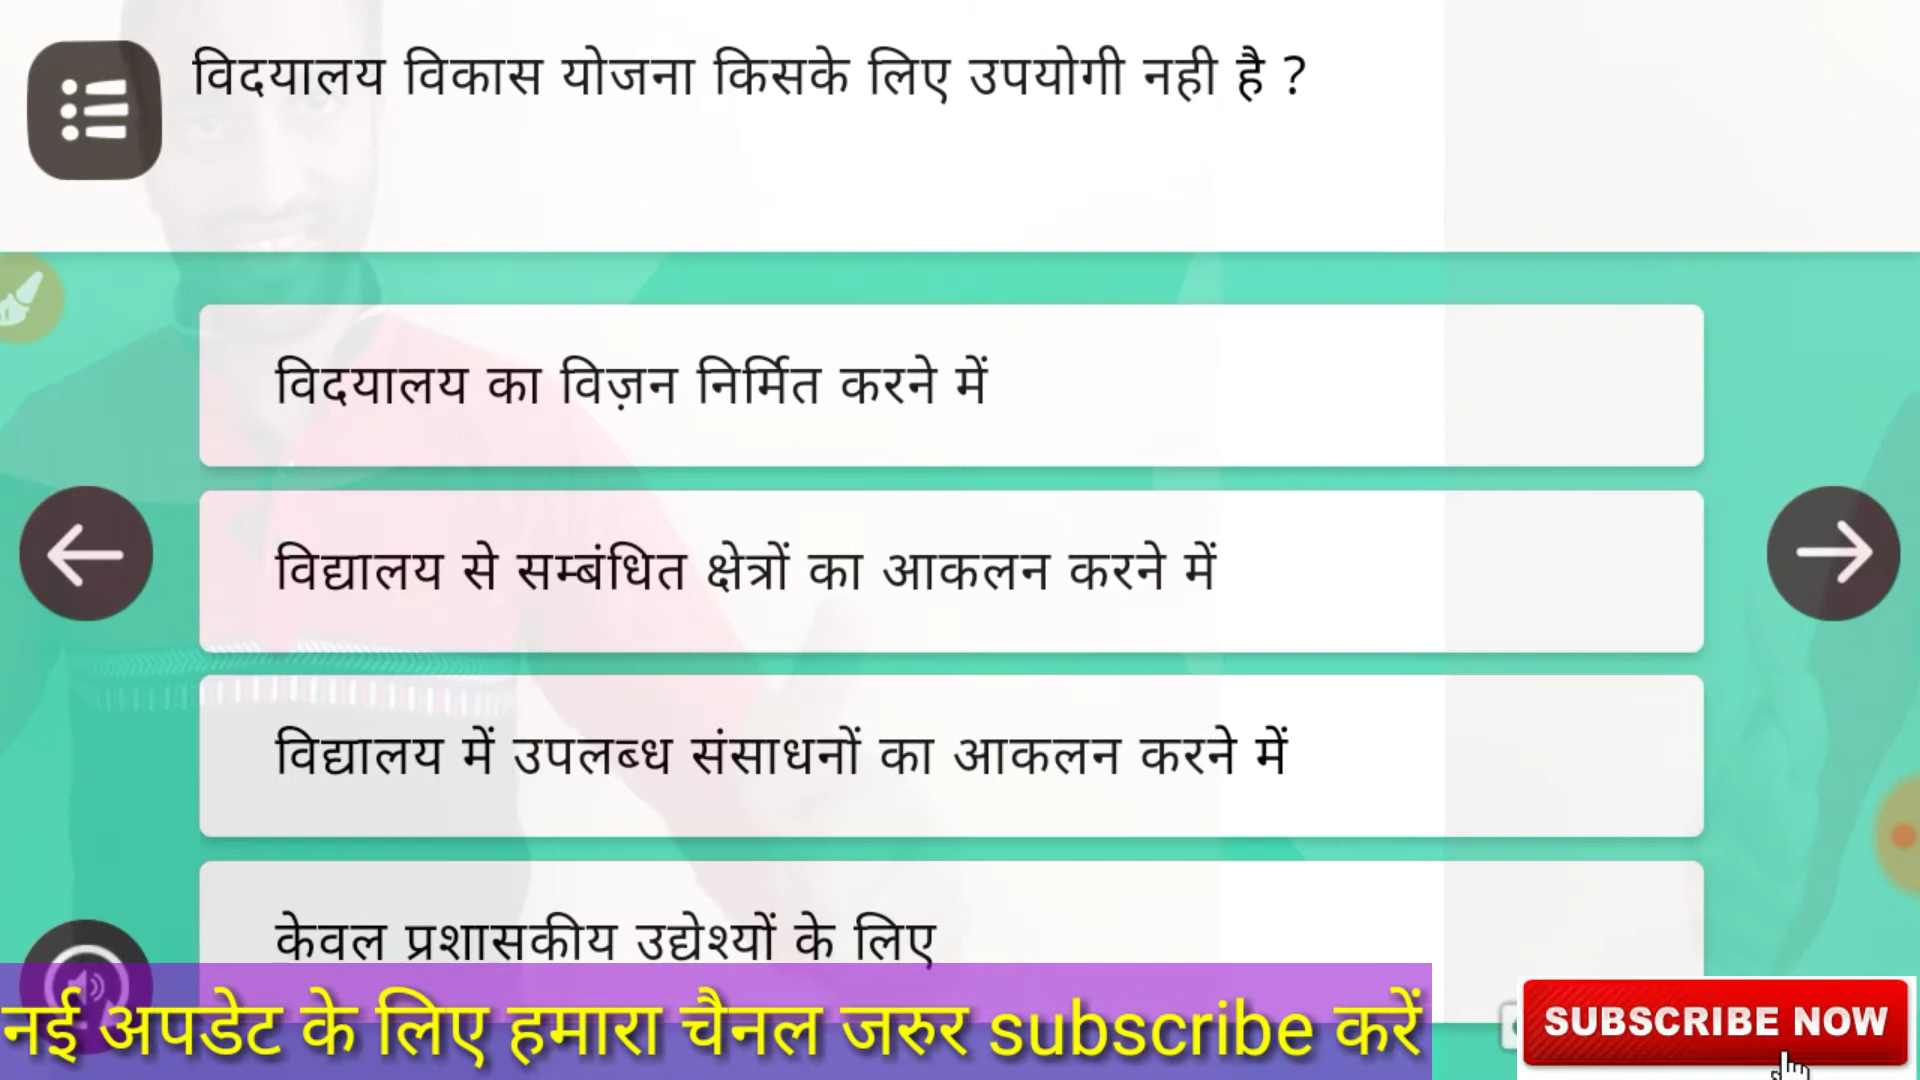 विदयालय विकास योजना किसके लिए उपयोगी नही है ?
विदयालय का विज़न निर्मित करने में
विद्यालय से सम्बंधित क्षेत्रों का आकलन करने में
विद्यालय में उपलब्ध संसाधनों का आकलन करने में
केवल प्रशासकीय उद्येश्यों के लिए
नई अपडेट के लिए हमारा चैनल जरुर subscribe करें
SUBSCRIBE NOW